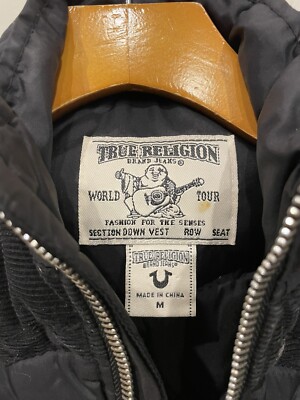 TRUE RELIGION
BRAND JEANS®
WORLD TOUR
FASHION FOR THE SENSES
SECTION DOWN VEST ROW SEAT
TRUE RELIGION
BRAND JEANS®
MADE IN CHINA
M